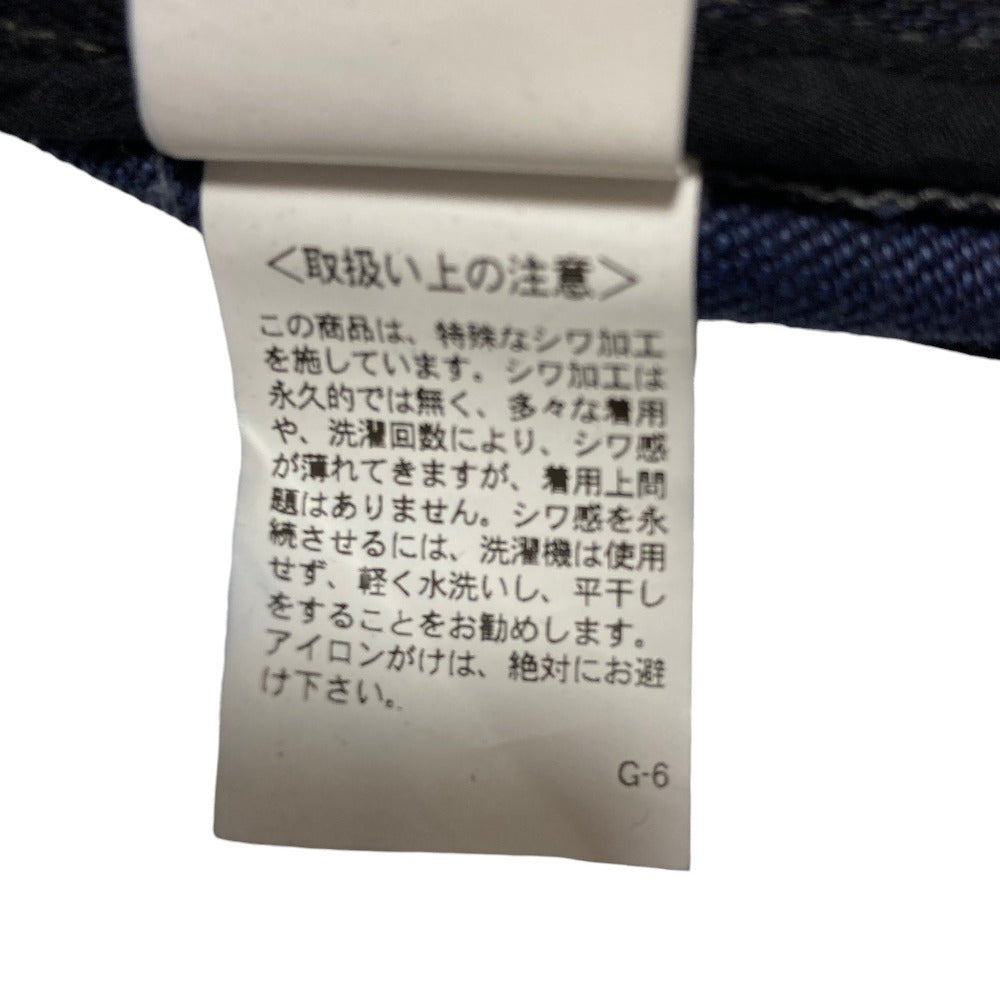 ＜取扱い上の注意＞
この商品は、特殊なシワ加工
を施しています。シワ加工は
永久的では無く、多々な着用
や、洗濯回数により、シワ感
が薄れてきますが、着用上問
題はありません。シワ感を永
続させるには、洗濯機は使用
せず、軽く水洗いし、平干し
をすることをお勧めします。
アイロンがけは、絶対にお避
け下さい。
G-6